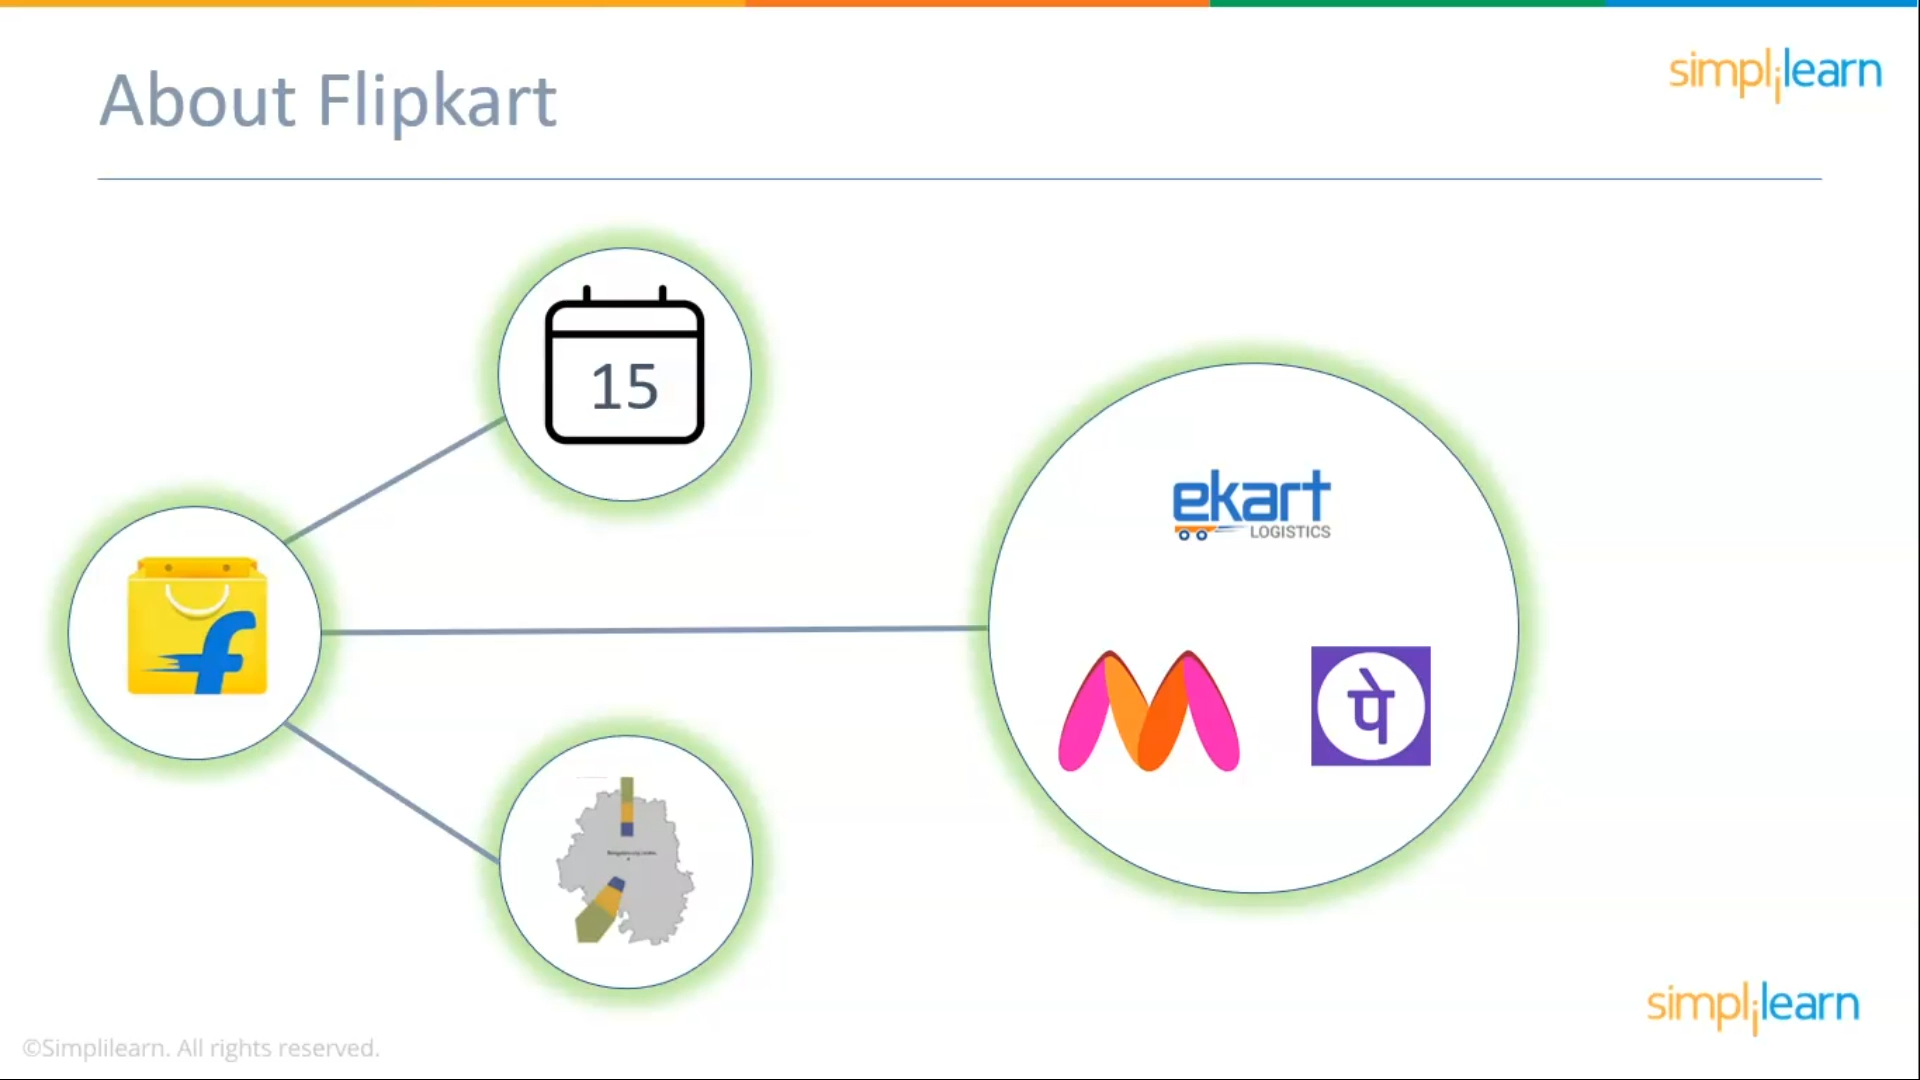 About Flipkart
simplilearn
15
ekart
LOGISTICS
पे
simplilearn
©Simplilearn. All rights reserved.